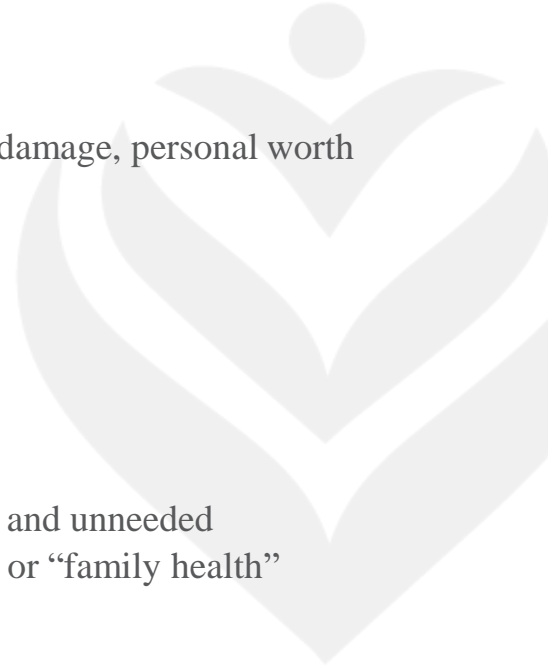 damage, personal worth
and unneeded
or “family health”